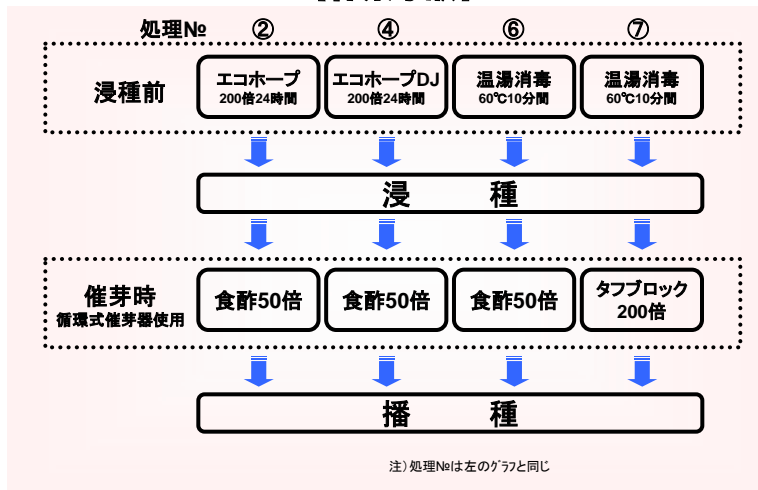 処理№ ② ④ ⑥ ⑦
浸種前
エコホープ
200倍24時間
エコホープDJ
200倍24時間
温湯消毒
60℃10分間
温湯消毒
60℃10分間
浸 種
催芽時
循環式催芽器使用
食酢50倍
食酢50倍
食酢50倍
タフブロック
200倍
播 種
注）処理№は左のグラフと同じ